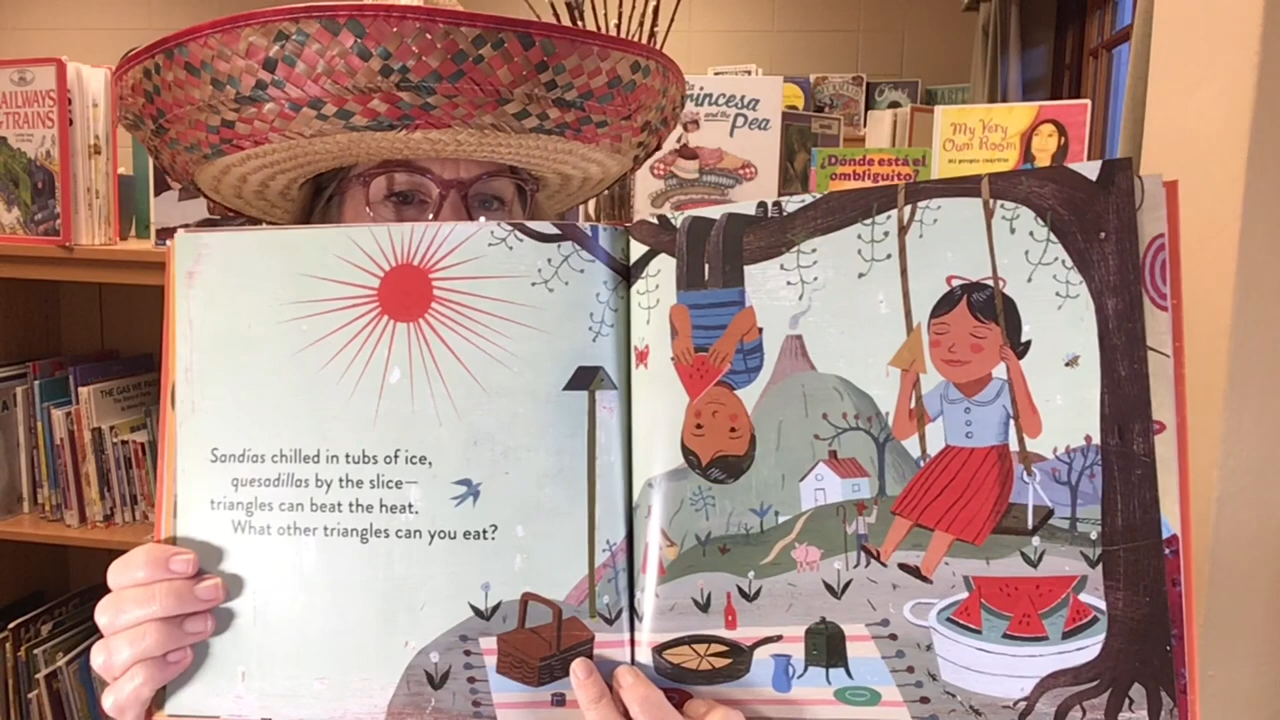 AILWAYS
TRAINS
Princesa
and the
Pea
My Very
Own Room
Mi propio cuartito
¿Dónde está el
ombliguito?
THE GAS WE PASS
Sandías chilled in tubs of ice,
quesadillas by the slice—
triangles can beat the heat.
What other triangles can you eat?